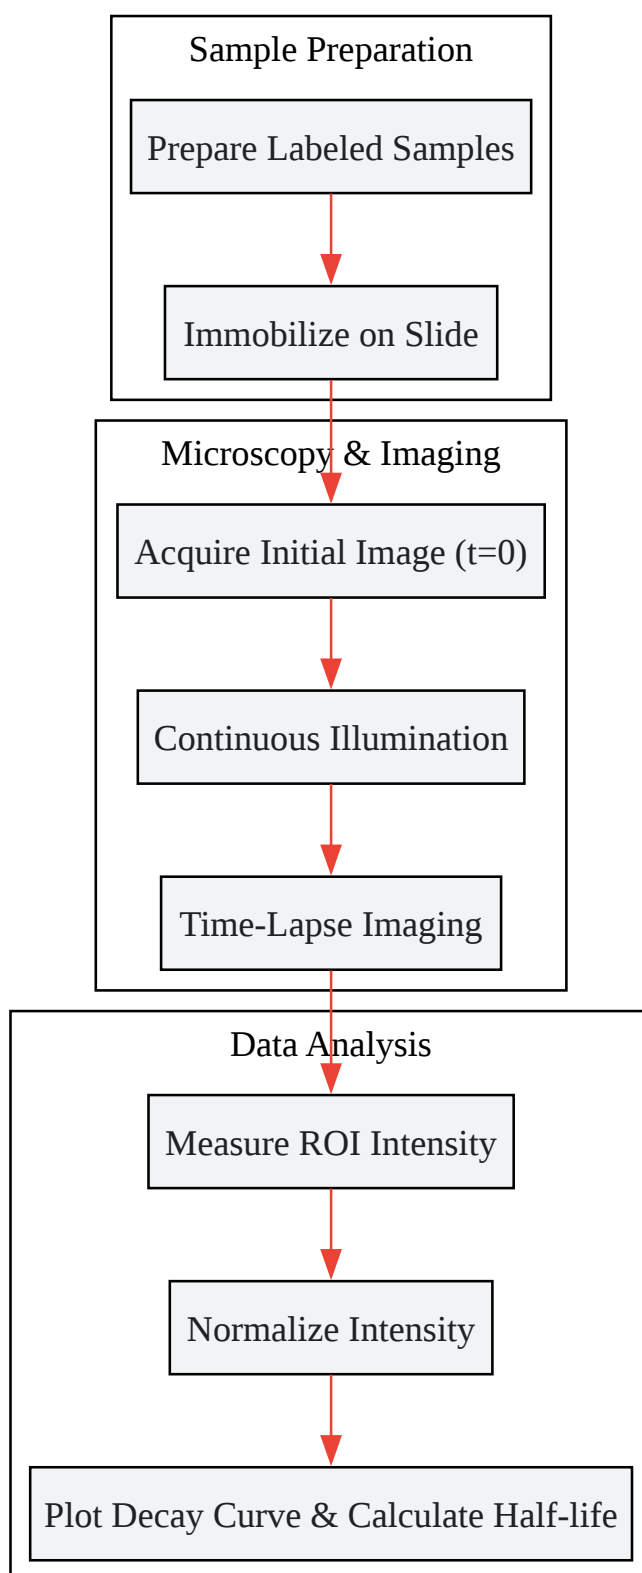 Sample Preparation
Prepare Labeled Samples
Immobilize on Slide
Microscopy & Imaging
Acquire Initial Image (t=0)
Continuous Illumination
Time-Lapse Imaging
Data Analysis
Measure ROI Intensity
Normalize Intensity
Plot Decay Curve & Calculate Half-life